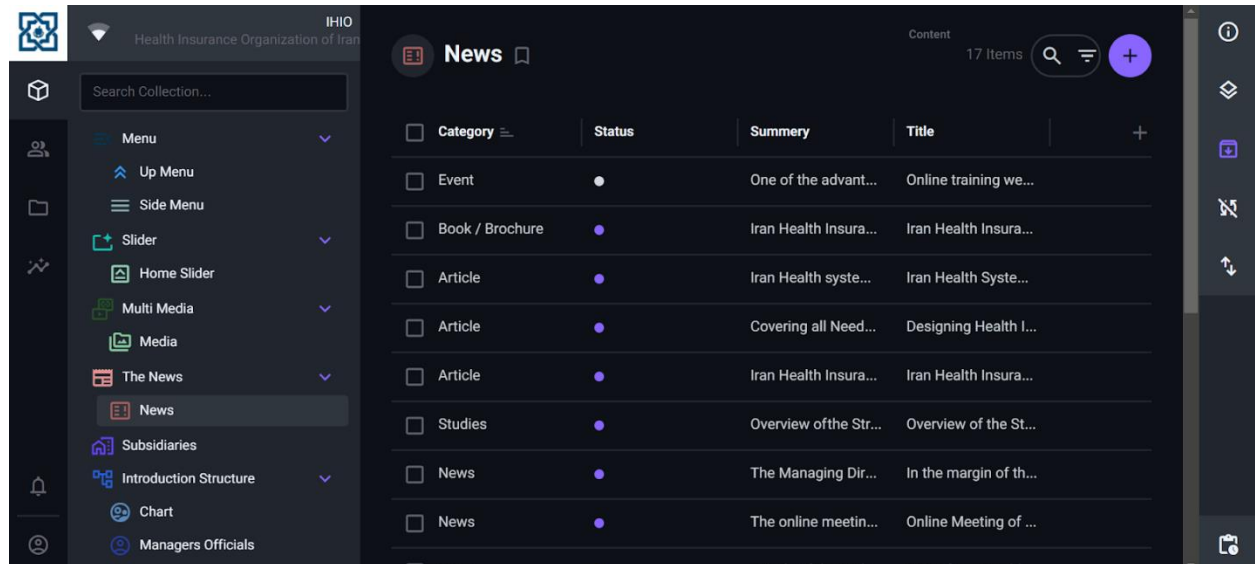 IHIO
Health Insurance Organization of Iran
Search Collection...
Menu
Up Menu
Side Menu
Slider
Home Slider
Multi Media
Media
The News
News
Subsidiaries
Introduction Structure
Chart
Managers Officials
News
Content
17 Items
Category Status Summery Title
Event One of the advant... Online training we...
Book / Brochure Iran Health Insura... Iran Health Insura...
Article Iran Health syste... Iran Health Syste...
Article Covering all Need... Designing Health I...
Article Iran Health Insura... Iran Health Insura...
Studies Overview ofthe Str... Overview of the St...
News The Managing Dir... In the margin of th...
News The online meetin... Online Meeting of ...